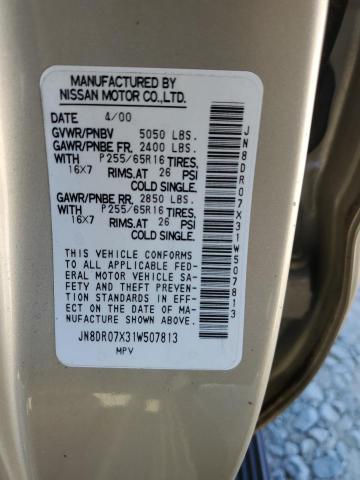 MANUFACTURED BY
NISSAN MOTOR CO.,LTD.
DATE 4/00
GVWR/PNBV 5050 LBS.
GAWR/PNBE FR. 2400 LBS.
WITH P255/65R16 TIRES,
16X7 RIMS.AT 26 PSI
COLD SINGLE.
GAWR/PNBE RR. 2850 LBS.
WITH P255/65R16 TIRES,
16X7 RIMS.AT 26 PSI
COLD SINGLE.
THIS VEHICLE CONFORMS
TO ALL APPLICABLE FED-
ERAL MOTOR VEHICLE SA-
FETY AND THEFT PREVEN-
TION STANDARDS IN EFF-
ECT ON THE DATE OF MA-
NUFACTURE SHOWN ABOVE.
JN8DR07X31W507813
MPV
JN8DR07X31W507813